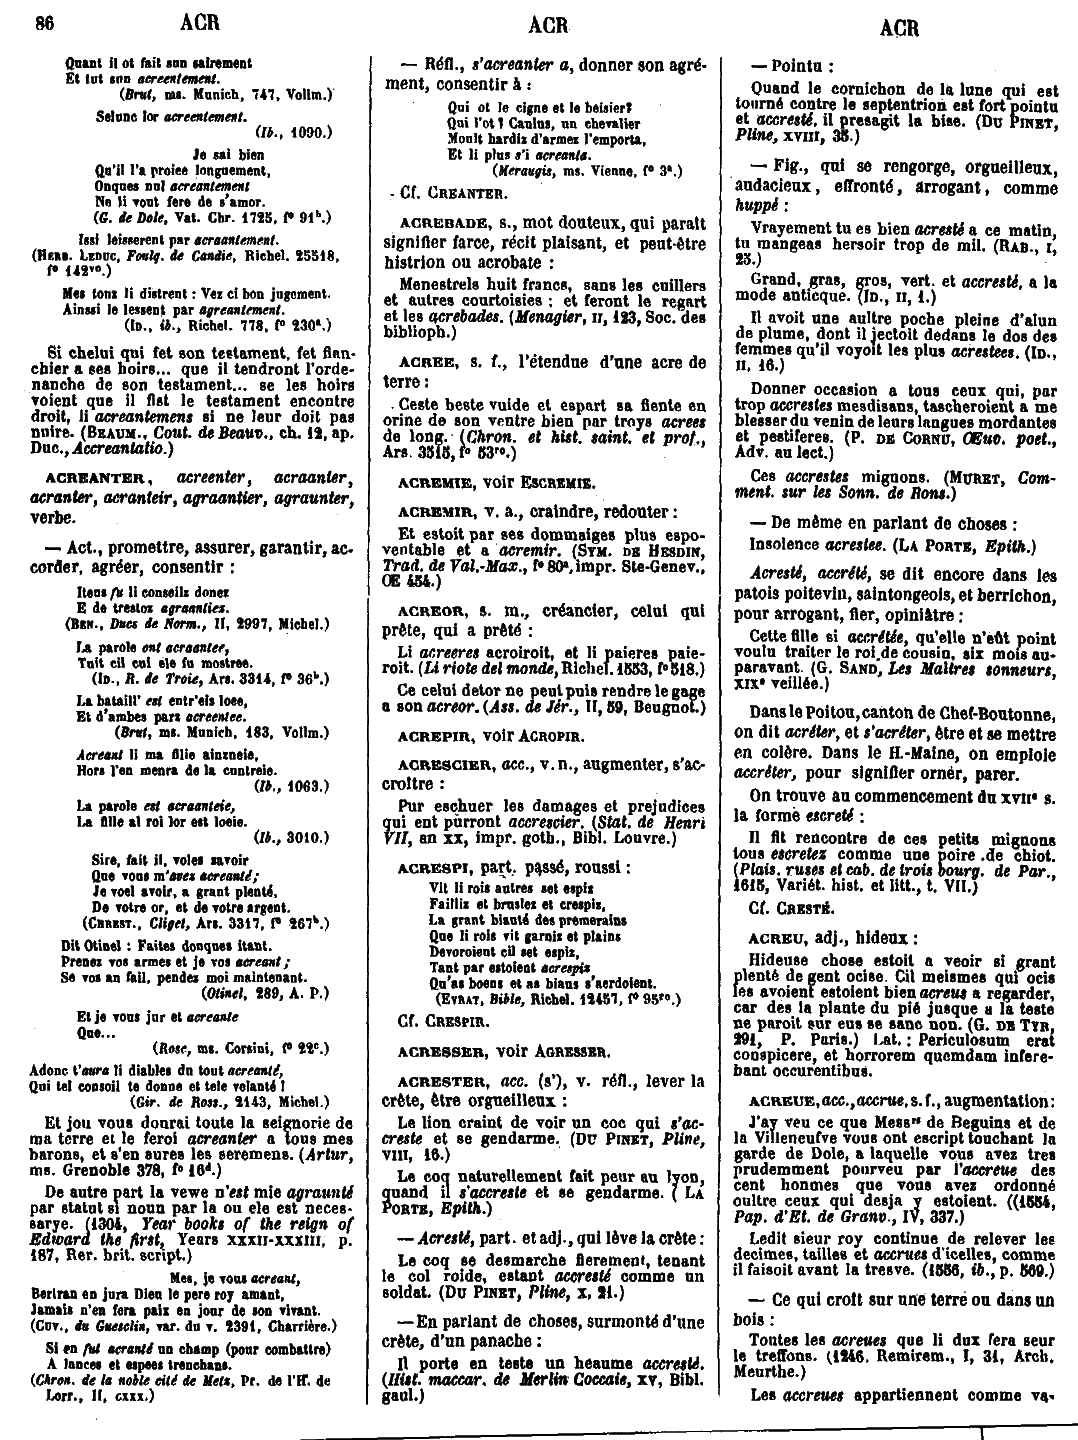 86
ACR
ACR
ACR
Quant il ot fait son sairement
Et tut son acreentement.
(Brut, ms. Munich, 747, Vollm.)
Selunc lor acreentement.
(Ib., 1090.)
Je sai bien
Qu'il l'a proiee longuement,
Onques nul acreantement
Ne li vout fere de s'amor.
(G. de Dole, Vat. Chr. 1725, fº 91b.)
Issi leisserent par acraantement.
(Herb. Leduc, Foulq. de Candie, Richel. 25518,
fº 142vo.)
Mes touz li distrent : Vez ci bon jugement.
Ainssi le lessent par agreantement.
(Id., ib., Richel. 778, fº 230a.)
Si chelui qui fet son testament, fet flan-
chier a ses hoirs... que il tendront l'orde-
nanche de son testament... se les hoirs
voient que il fist le testament encontre
droit, li acreantemens si ne leur doit pas
nuire. (Beaum., Cout. de Beauv., ch. 12, ap.
Duc., Accreantatio.)
ACREANTER, acreenter, acraanter,
acranter, acranteir, agraantier, agraunter,
verbe.
— Act., promettre, assurer, garantir, ac-
corder, agréer, consentir :
Itens fu li conseilz donez
E de trestoz agraantiez.
(Ben., Ducs de Norm., II, 2997, Michel.)
La parole ont acraantee,
Tuit cil cui ele fu mostree.
(Id., R. de Troie, Ars. 3314, fº 36b.)
La bataill' est entr'eis loee,
Et d'ambes parz acreentee.
(Brut, ms. Munich, 183, Vollm.)
Acreant li ma filie ainzneie,
Hors l'en menra de la contreie.
(Ib., 1063.)
La parole est acraanteie,
La fille al roi lor est loeie.
(Ib., 3010.)
Sire, fait il, voles savoir
Que vous m'avez acreanté;
Je voel avoir, a grant plenté,
De votre or, et de votre argent.
(Chrest., Cliget, Ars. 3317, fº 267b.)
Dit Otinel : Faites donques itant.
Prenez vos armes et je vos acreant;
Se vos an fail, pendez moi maintenant.
(Otinel, 289, A. P.)
Et je vous jur et acreante
Que...
(Rose, ms. Corsini, fº 22c.)
Adonc t'aura li diables du tout acreanté,
Qui tel consoil te donne et tele velanté!
(Gir. de Ross., 2143, Michel.)
Et jou vous donrai toute la seignorie de
ma terre et le feroi acreanter a tous mes
barons, et s'en aures les seremens. (Artur,
ms. Grenoble 378, fº 16d.)
De autre part la vewe n'est mie agraunté
par statut si noun par la ou ele est neces-
sarye. (1304, Year books of the reign of
Edward the first, Years XXXII-XXXIII, p.
187, Rer. brit. script.)
Mes, je vous acreant,
Bertran en jura Dieu le pere roy amant,
Jamais n'en fera paix en jour de son vivant.
(Cuv., du Guesclin, var. du v. 2391, Charrière.)
Si en fut acranté un champ (pour combattre)
A lances et espees trenchans.
(Chron. de la noble cité de Metz, Pr. de l'H. de
Lorr., II, cxxx.)
— Réfl., s'acreanter a, donner son agré-
ment, consentir à :
Qui ot le cigne et le beisier?
Qui l'ot? Caulus, un chevalier
Moult hardiz d'armez l'emporta,
Et li plus s'i acreanta.
(Meraugis, ms. Vienne, fº 3a.)
Cf. Creanter.
ACREBADE, s., mot douteux, qui paraît
signifier farce, récit plaisant, et peut-être
histrion ou acrobate :
Menestrels huit francs, sans les cuillers
et autres courtoisies ; et feront le regart
et les acrebades. (Menagier, II, 123, Soc. des
biblioph.)
ACREE, s. f., l'étendue d'une acre de
terre :
Ceste beste vuide et espart sa fiente en
orine de son ventre bien par troys acrees
de long. (Chron. et hist. saint. et prof.,
Ars. 3515, fº 53ro.)
ACREMIE, voir Escremie.
ACREMIR, v. a., craindre, redouter :
Et estoit par ses dommaiges plus espo-
ventable et a acremir. (Sym. de Hesdin,
Trad. de Val.-Max., fº 80a, impr. Ste-Genev.,
Œ 454.)
ACREOR, s. m., créancier, celui qui
prête, qui a prêté :
Li acreeres acroiroit, et li paieres paie-
roit. (Li riote del monde, Richel. 1553, fº 518.)
Ce celui detor ne peut puis rendre le gage
a son acreor. (Ass. de Jér., II, 59, Beugnot.)
ACREPIR, voir Acropir.
ACRESCIER, acc., v. n., augmenter, s'ac-
croître :
Pur eschuer les damages et prejudices
qui ent purront accrescier. (Stat. de Henri
VII, an xx, impr. goth., Bibl. Louvre.)
ACRESPI, part. passé, roussi :
Vit li rois autres set espiz
Failliz et bruslez et crespiz,
La grant biauté des premerains
Que li rois vit garniz et plains
Devoroient cil set espiz,
Tant par estoient acrespiz
Qu'as boens et as biaus s'aerdoient.
(Evrat, Bible, Richel. 12457, fº 95ro.)
Cf. Crespir.
ACRESSER, voir Agresser.
ACRESTER, acc. (s'), v. réfl., lever la
crête, être orgueilleux :
Le lion craint de voir un coc qui s'ac-
creste et se gendarme. (Du Pinet, Pline,
VIII, 16.)
Le coq naturellement fait peur au lyon,
quand il s'accreste et se gendarme. (La
Porte, Epith.)
— Acresté, part. et adj., qui lève la crête :
Le coq se desmarche fierement, tenant
le col roide, estant accresté comme un
soldat. (Du Pinet, Pline, x, 21.)
— En parlant de choses, surmonté d'une
crête, d'un panache :
Il porte en teste un heaume accresté.
(Hist. maccar. de Merlin Coccaie, xv, Bibl.
gaul.)
— Pointu :
Quand le cornichon de la lune qui est
tourné contre le septentrion est fort pointu
et accresté, il presagit la bise. (Du Pinet,
Pline, XVIII, 35.)
— Fig., qui se rengorge, orgueilleux,
audacieux, effronté, arrogant, comme
huppé :
Vrayement tu es bien acresté a ce matin,
tu mangeas hersoir trop de mil. (Rab., I,
25.)
Grand, gras, gros, vert. et accresté, a la
mode anticque. (Id., II, 1.)
Il avoit une aultre poche pleine d'alun
de plume, dont il jectoit dedans le dos des
femmes qu'il voyoit les plus acrestees. (Id.,
II, 16.)
Donner occasion a tous ceux qui, par
trop accrestes mesdisans, tascheroient a me
blesser du venin de leurs langues mordantes
et pestiferes. (P. de Cornu, Œuv. poet.,
Adv. au lect.)
Ces accrestes mignons. (Muret, Com-
ment. sur les Sonn. de Rons.)
— De même en parlant de choses :
Insolence acrestee. (La Porte, Epith.)
Acresté, accrété, se dit encore dans les
patois poitevin, saintongeois, et berrichon,
pour arrogant, fier, opiniâtre :
Cette fille si accrétée, qu'elle n'eût point
voulu traiter le roi de cousin, six mois au-
paravant. (G. Sand, Les Maîtres sonneurs,
XIXe veillée.)
Dans le Poitou, canton de Chef-Boutonne,
on dit acréter, et s'acréter, être et se mettre
en colère. Dans le H.-Maine, on emploie
accréter, pour signifier orner, parer.
On trouve au commencement du XVIIe s.
la forme escreté :
Il fit rencontre de ces petits mignons
tous escretez comme une poire de chiot.
(Plais. ruses et cab. de trois bourg. de Par.,
1615, Variét. hist. et litt., t. VII.)
Cf. Cresté.
ACREU, adj., hideux :
Hideuse chose estoit a veoir si grant
plenté de gent ocise. Cil meismes qui ocis
les avoient estoient bien acreus a regarder,
car des la plante du pié jusque a la teste
ne paroit sur eus se sanc non. (G. de Tyr,
291, P. Paris.) Lat. : Periculosum erat
conspicere, et horrorem quemdam infere-
bant occurentibus.
ACREUE, acc., accrue, s. f., augmentation :
J'ay veu ce que Messrs de Beguins et de
la Villeneufve vous ont escript touchant la
garde de Dole, a laquelle vous avez tres
prudemment pourveu par l'accreue des
cent honmes que vous avez ordonné
oultre ceux qui desja y estoient. ((1554,
Pap. d'Et. de Granv., IV, 337.)
Ledit sieur roy continue de relever les
decimes, tailles et accrues d'icelles, comme
il faisoit avant la tresve. (1556, ib., p. 569.)
— Ce qui croît sur une terre ou dans un
bois :
Toutes les acreues que li dux fera seur
le treffons. (1246, Remirem., I, 31, Arch.
Meurthe.)
Les accreues appartiennent comme va-